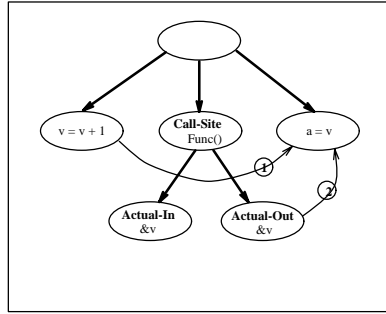 v = v + 1
Call-Site
Func()
a = v
1
2
Actual-In
&v
Actual-Out
&v